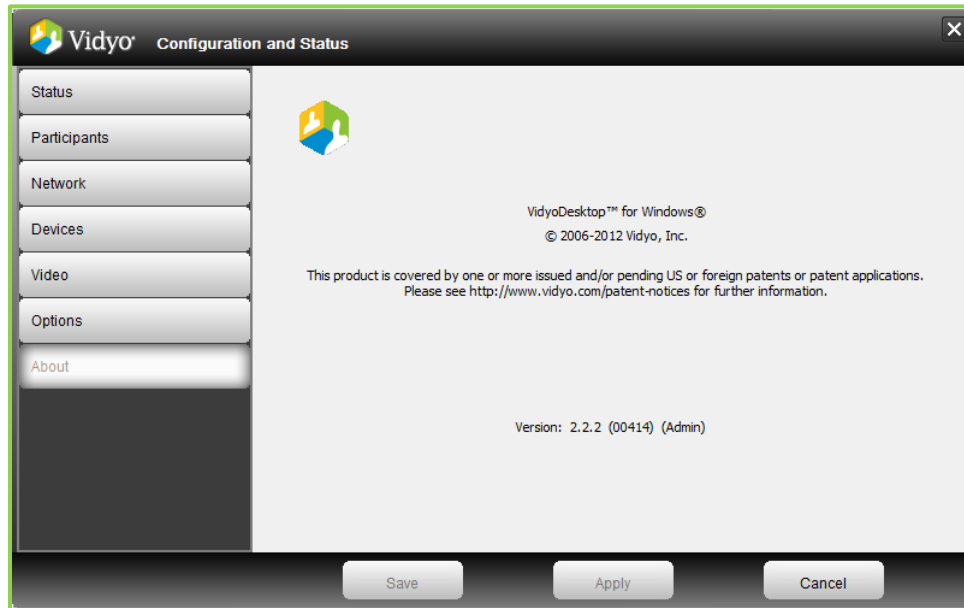 Vidyo Configuration and Status
Status
Participants
Network
Devices
Video
Options
About
VidyoDesktop™ for Windows®
© 2006-2012 Vidyo, Inc.
This product is covered by one or more issued and/or pending US or foreign patents or patent applications.
Please see http://www.vidyo.com/patent-notices for further information.
Version: 2.2.2 (00414) (Admin)
Save Apply Cancel